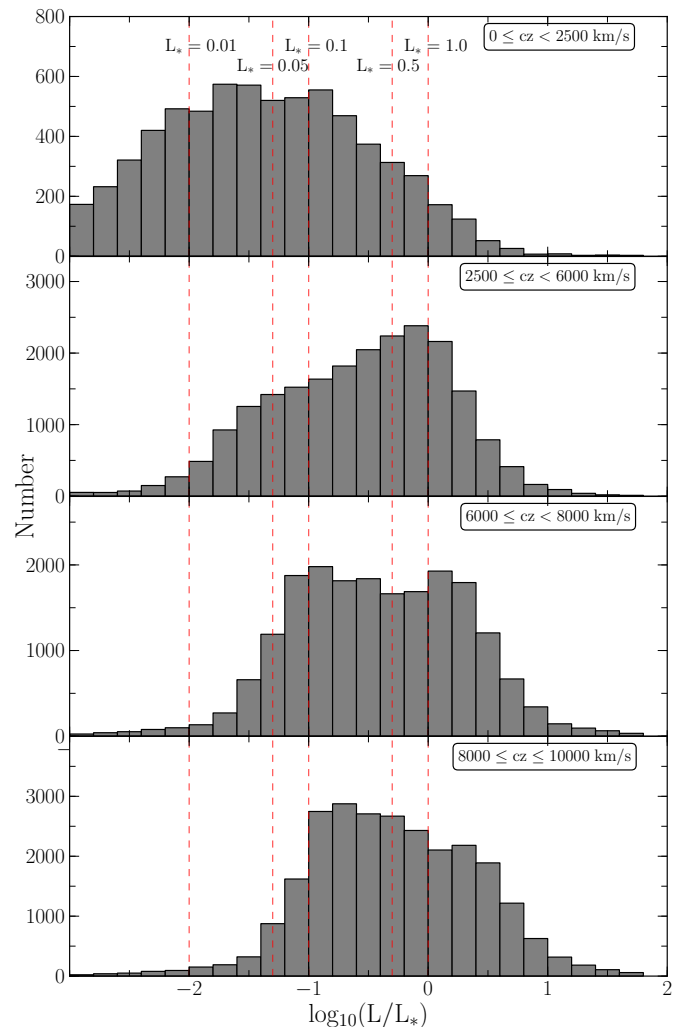 800
600
400
200
0
L* = 0.01
L* = 0.1
L* = 1.0
L* = 0.05
L* = 0.5
0 ≤ cz < 2500 km/s
3000
2000
1000
0
2500 ≤ cz < 6000 km/s
Number
2000
1000
0
6000 ≤ cz < 8000 km/s
3000
2000
1000
0
8000 ≤ cz ≤ 10000 km/s
−2 −1 0 1 2
log₁₀(L/L*)